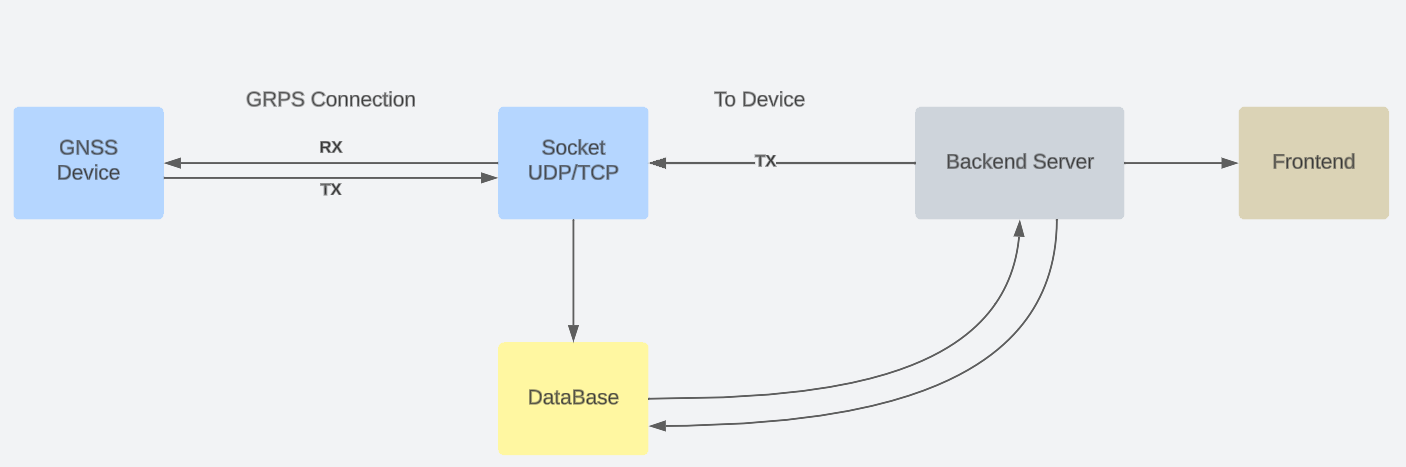 GRPS Connection
To Device
GNSS
Device
RX
TX
Socket
UDP/TCP
TX
Backend Server
Frontend
DataBase